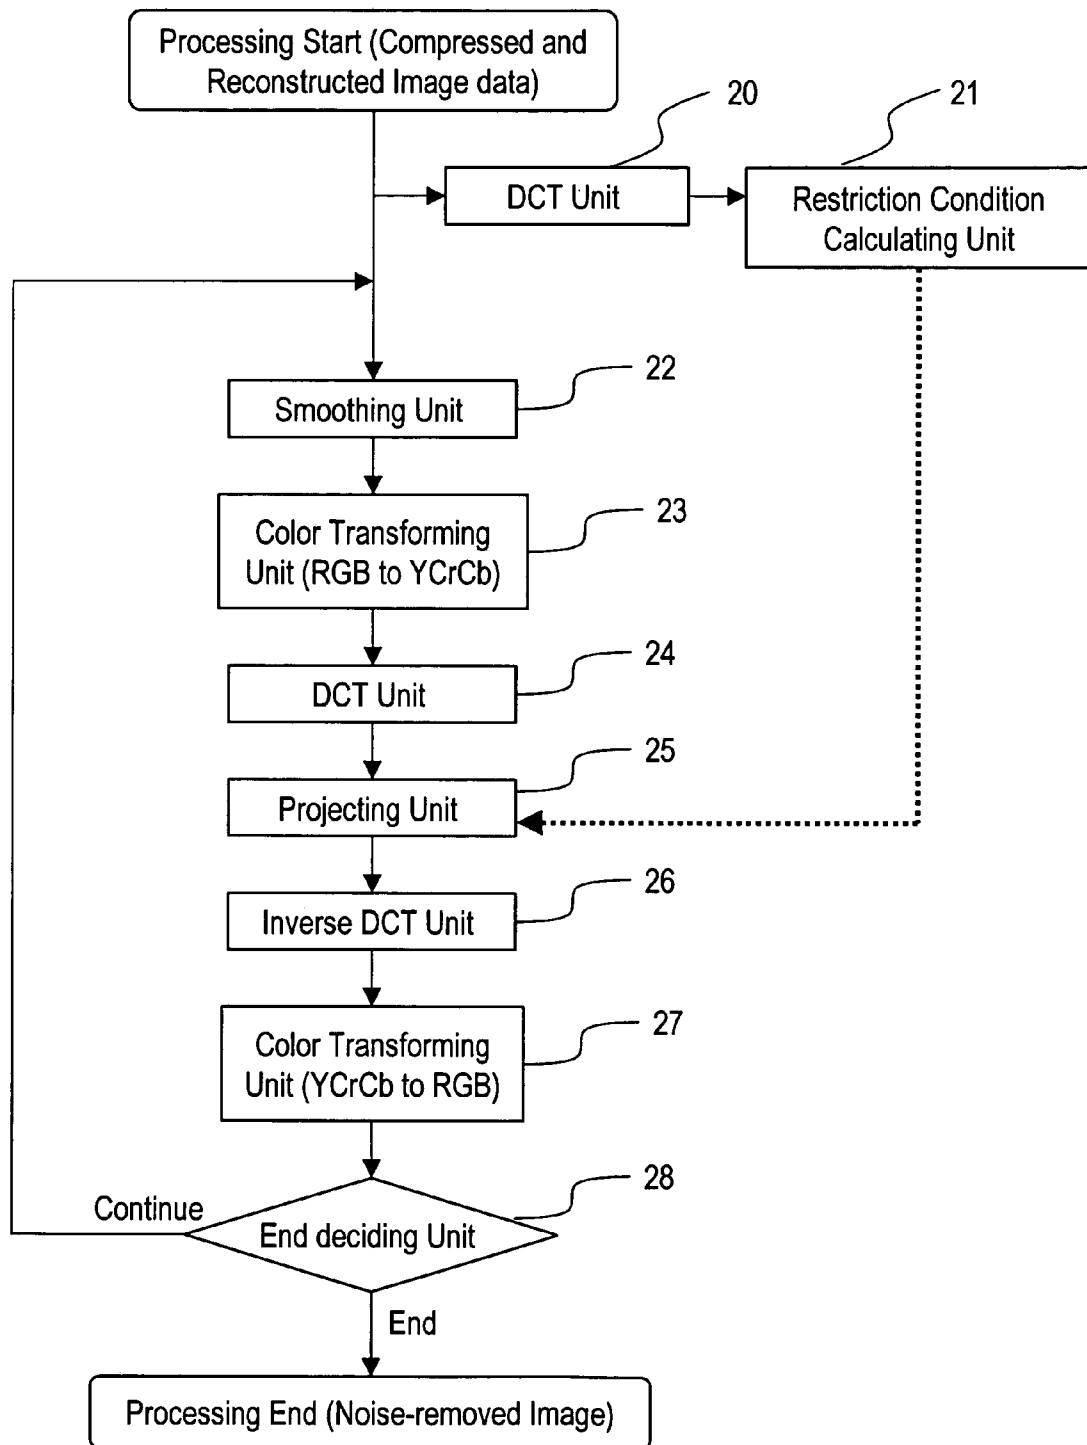 Processing Start (Compressed and
Reconstructed Image data)
20
21
DCT Unit
Restriction Condition
Calculating Unit
22
Smoothing Unit
23
Color Transforming
Unit (RGB to YCrCb)
24
DCT Unit
25
Projecting Unit
26
Inverse DCT Unit
27
Color Transforming
Unit (YCrCb to RGB)
28
Continue
End deciding Unit
End
Processing End (Noise-removed Image)